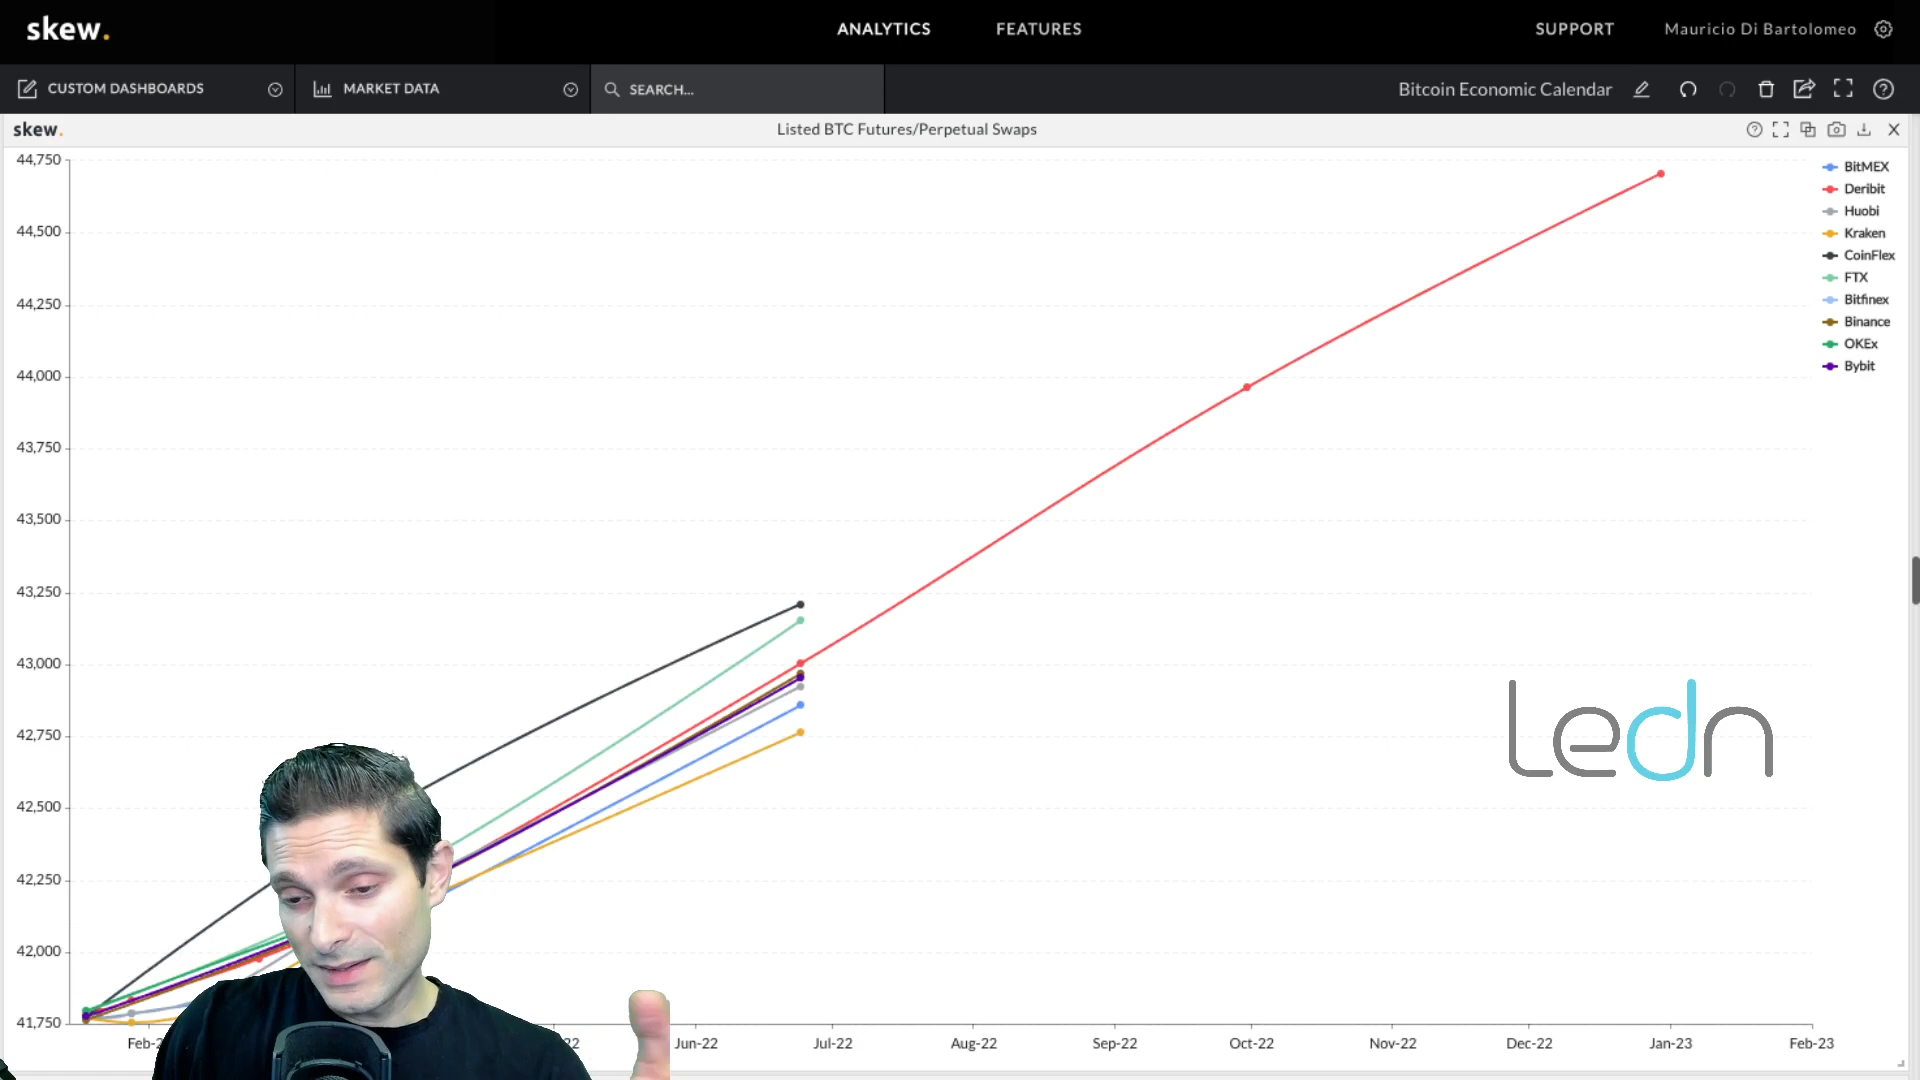 skew.
ANALYTICS
FEATURES
SUPPORT
Mauricio Di Bartolomeo
CUSTOM DASHBOARDS
MARKET DATA
SEARCH...
Bitcoin Economic Calendar
skew.
Listed BTC Futures/Perpetual Swaps
44,750
44,500
44,250
44,000
43,750
43,500
43,250
43,000
42,750
42,500
42,250
42,000
41,750
BitMEX
Deribit
Huobi
Kraken
CoinFlex
FTX
Bitfinex
Binance
OKEx
Bybit
ledn
Feb-2
22
Jun-22
Jul-22
Aug-22
Sep-22
Oct-22
Nov-22
Dec-22
Jan-23
Feb-23